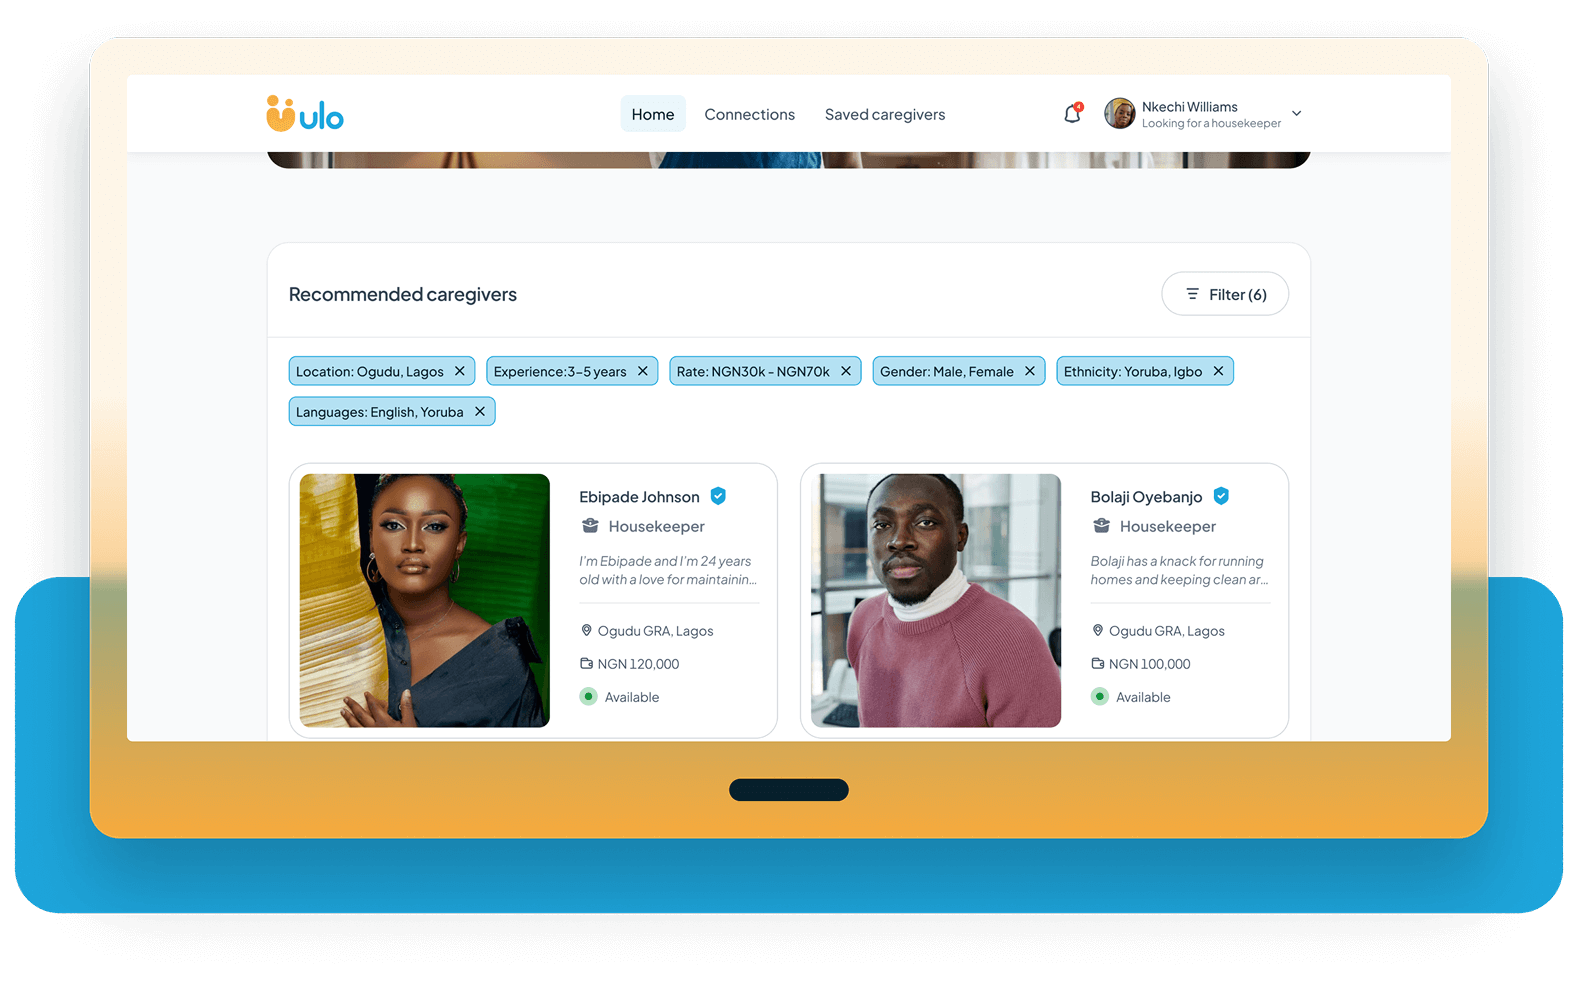 ulo
Home
Connections
Saved caregivers
4
Nkechi Williams
Looking for a housekeeper
Recommended caregivers
Filter (6)
Location: Ogudu, Lagos
Experience:3–5 years
Rate: NGN30k - NGN70k
Gender: Male, Female
Ethnicity: Yoruba, Igbo
Languages: English, Yoruba
Ebipade Johnson
Housekeeper
I'm Ebipade and I'm 24 years
old with a love for maintainin...
Ogudu GRA, Lagos
NGN 120,000
Available
Bolaji Oyebanjo
Housekeeper
Bolaji has a knack for running
homes and keeping clean ar...
Ogudu GRA, Lagos
NGN 100,000
Available